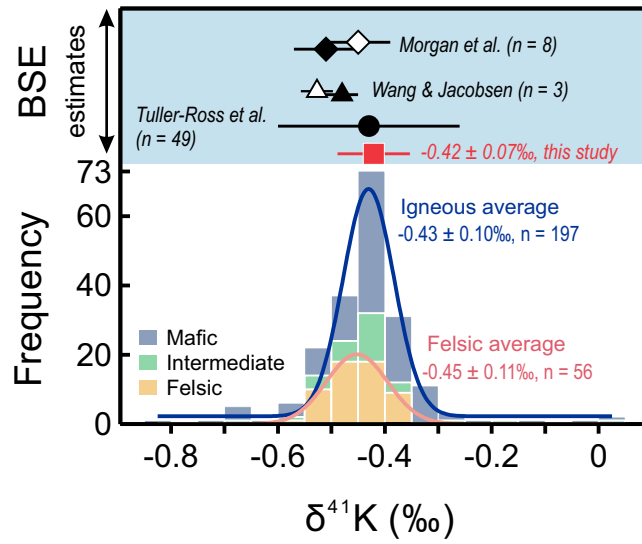 BSE
estimates
Morgan et al. (n = 8)
Wang & Jacobsen (n = 3)
Tuller-Ross et al.
(n = 49)
-0.42 ± 0.07‰, this study
73
60
40
20
0
Frequency
Igneous average
-0.43 ± 0.10‰, n = 197
Mafic
Intermediate
Felsic
Felsic average
-0.45 ± 0.11‰, n = 56
-0.8
-0.6
-0.4
-0.2
0
δ⁴¹K (‰)